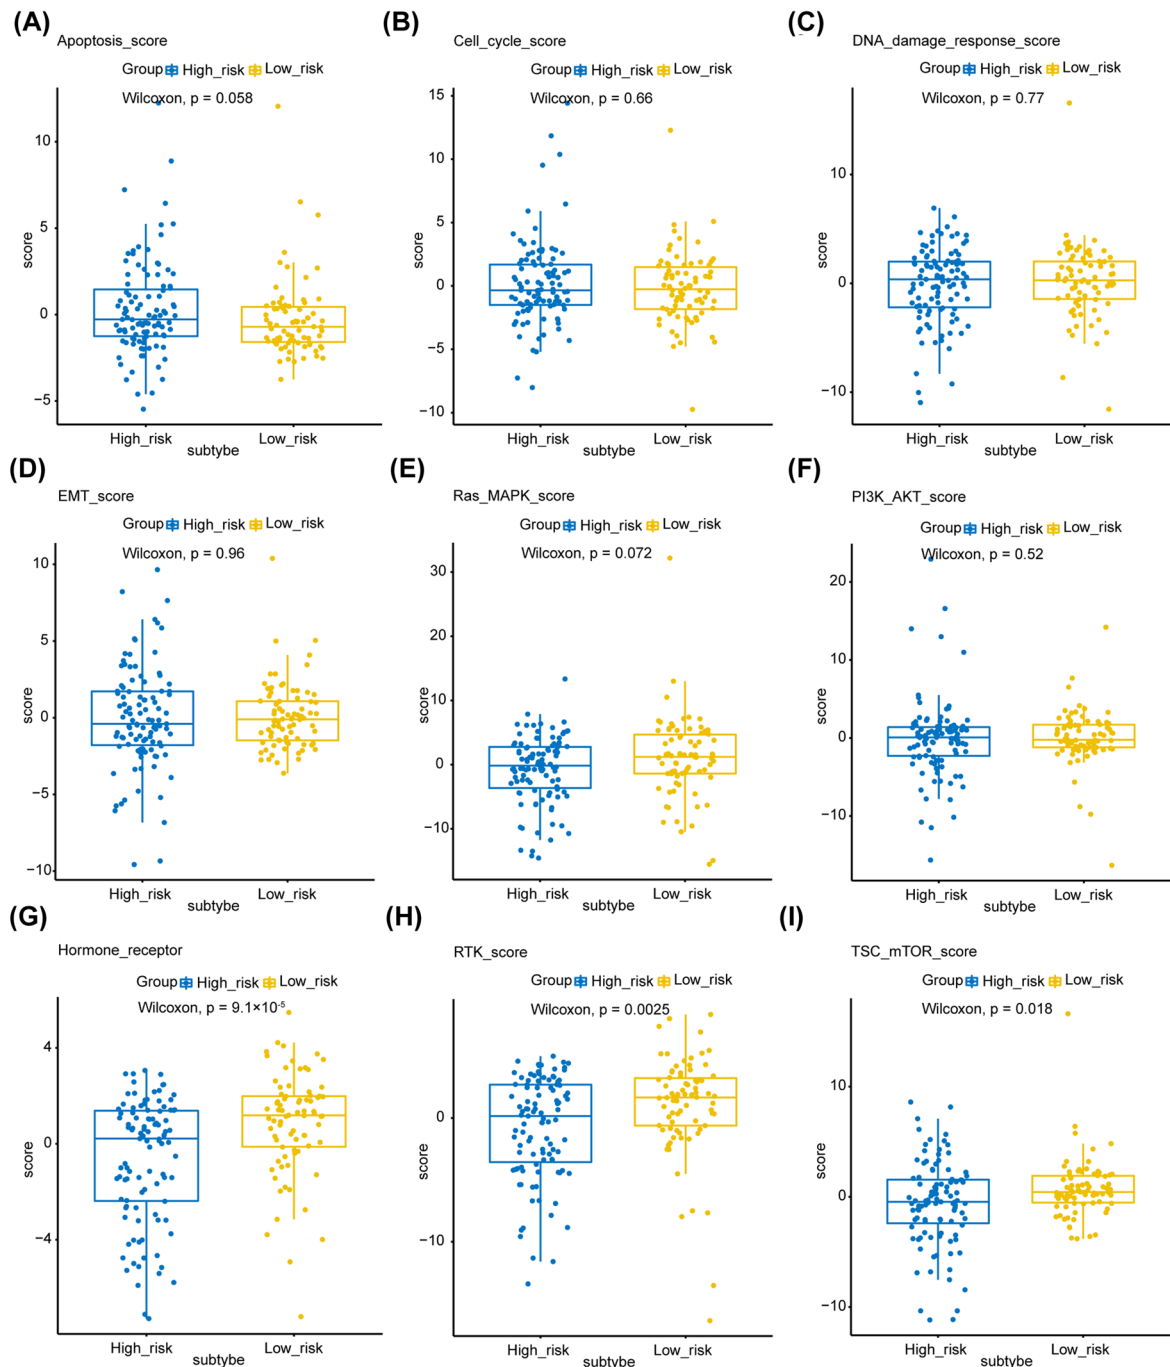 (A)
Apoptosis_score
Group High_risk Low_risk
Wilcoxon, p = 0.058
score
10
5
0
−5
High_risk
Low_risk
subtybe
(B)
Cell_cycle_score
Group High_risk Low_risk
Wilcoxon, p = 0.66
score
15
10
5
0
−5
−10
High_risk
Low_risk
subtybe
(C)
DNA_damage_response_score
Group High_risk Low_risk
Wilcoxon, p = 0.77
score
10
0
−10
High_risk
Low_risk
subtybe
(D)
EMT_score
Group High_risk Low_risk
Wilcoxon, p = 0.96
score
10
5
0
−5
−10
High_risk
Low_risk
subtybe
(E)
Ras_MAPK_score
Group High_risk Low_risk
Wilcoxon, p = 0.072
score
30
20
10
0
−10
High_risk
Low_risk
subtybe
(F)
PI3K_AKT_score
Group High_risk Low_risk
Wilcoxon, p = 0.52
score
20
10
0
−10
High_risk
Low_risk
subtybe
(G)
Hormone_receptor
Group High_risk Low_risk
Wilcoxon, p = 9.1×10⁻⁵
score
4
0
−4
High_risk
Low_risk
subtybe
(H)
RTK_score
Group High_risk Low_risk
Wilcoxon, p = 0.0025
score
0
−10
High_risk
Low_risk
subtybe
(I)
TSC_mTOR_score
Group High_risk Low_risk
Wilcoxon, p = 0.018
score
10
0
−10
High_risk
Low_risk
subtybe